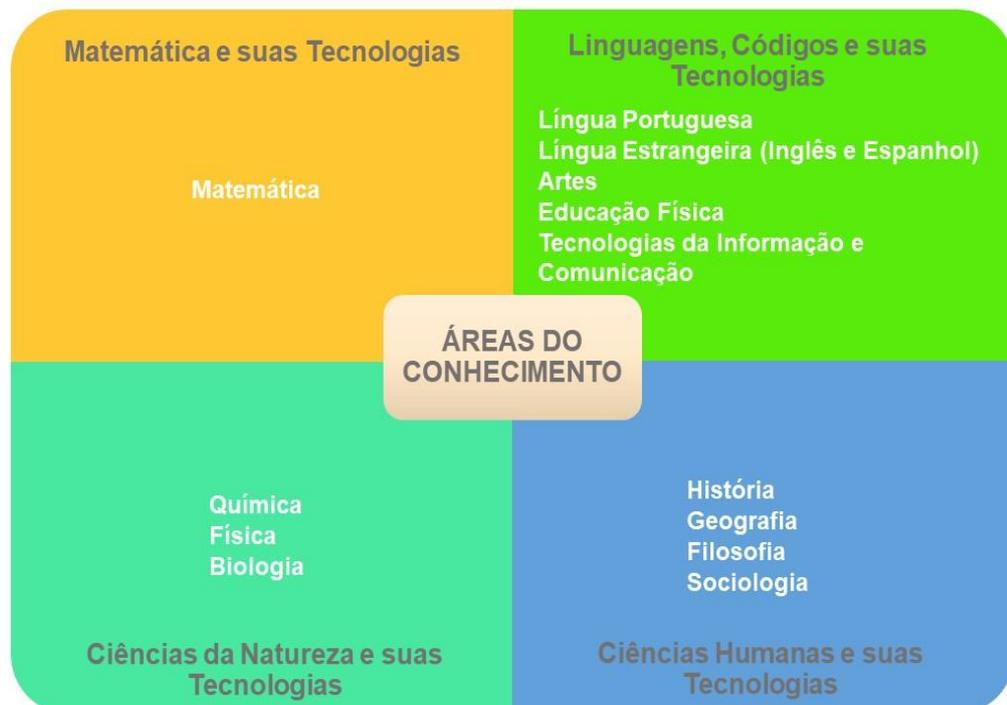 Matemática e suas Tecnologias
Matemática
Linguagens, Códigos e suas
Tecnologias
Língua Portuguesa
Língua Estrangeira (Inglês e Espanhol)
Artes
Educação Física
Tecnologias da Informação e
Comunicação
ÁREAS DO
CONHECIMENTO
Química
Física
Biologia
Ciências da Natureza e suas
Tecnologias
História
Geografia
Filosofia
Sociologia
Ciências Humanas e suas
Tecnologias